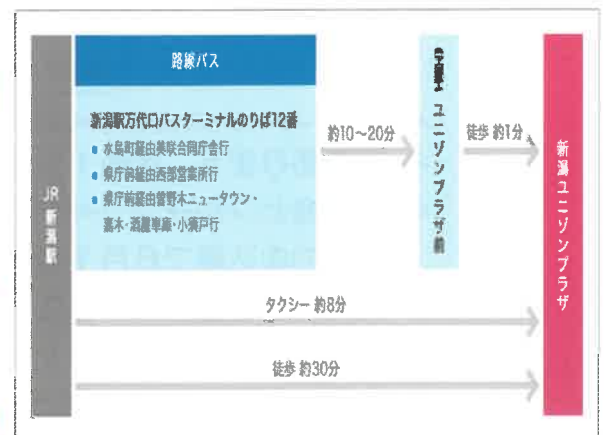 路線バス
新潟駅万代口バスターミナルのりば12番
水島町経由美咲合同庁舎行
県庁前経由西部営業所行
県庁前経由曽野木ニュータウン・
嘉木・酒屋車庫・小須戸行
JR新潟駅
約10〜20分
ユニゾンプラザ前
徒歩 約1分
新潟ユニゾンプラザ
タクシー 約8分
徒歩 約30分